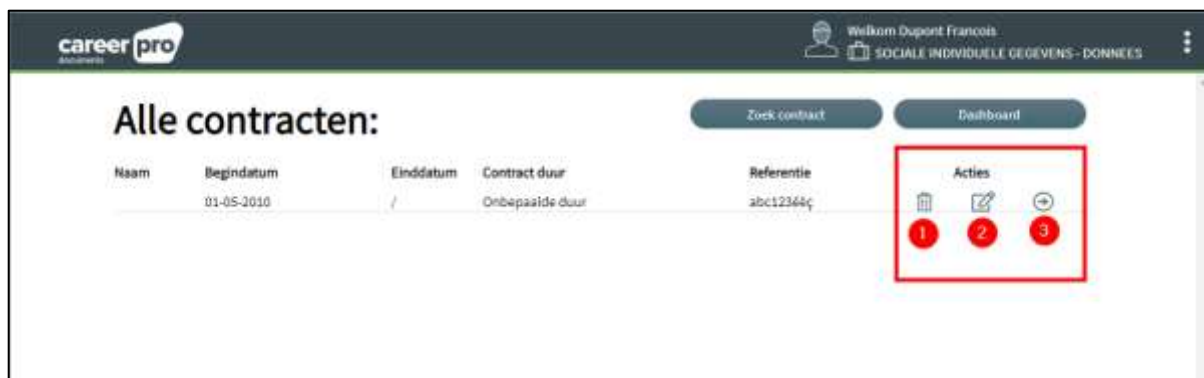 career pro
documents
Welkom Dupont Francois
SOCIALE INDIVIDUELE GEGEVENS - DONNEES
Alle contracten:
Zoek contract
Dashboard
Naam Begindatum Einddatum Contract duur Referentie Acties
01-05-2010 / Onbepaalde duur
1 2 3